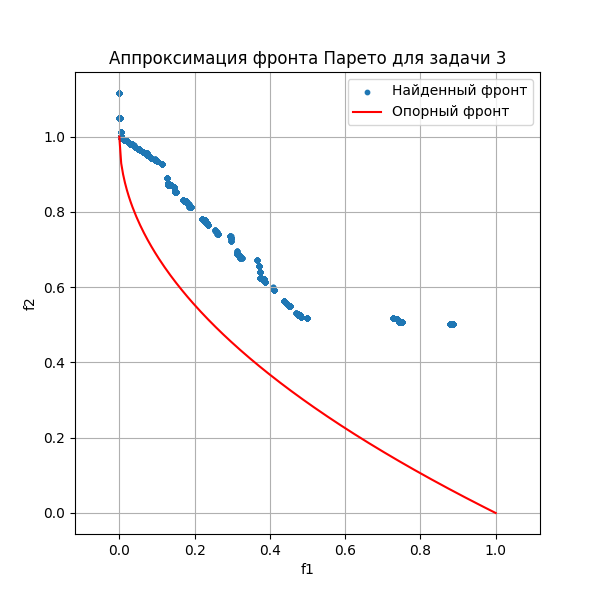 Аппроксимация фронта Парето для задачи 3
Найденный фронт
Опорный фронт
1.0
0.8
0.6
0.4
0.2
0.0
f2
0.0 0.2 0.4 0.6 0.8 1.0
f1